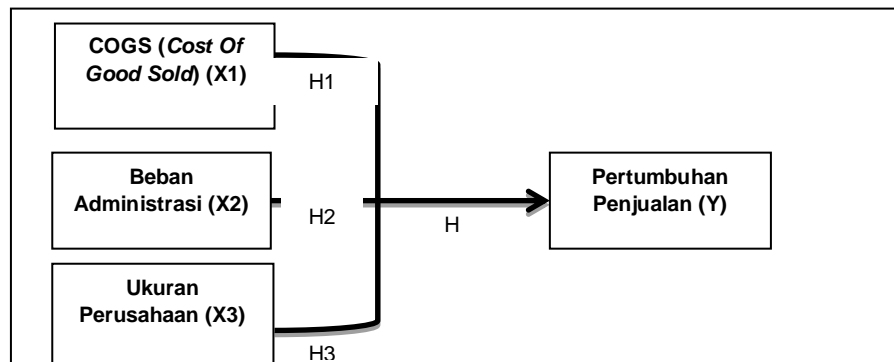 COGS (Cost Of
Good Sold) (X1)
H1
Beban
Administrasi (X2)
H2
Pertumbuhan
Penjualan (Y)
H
Ukuran
Perusahaan (X3)
H3